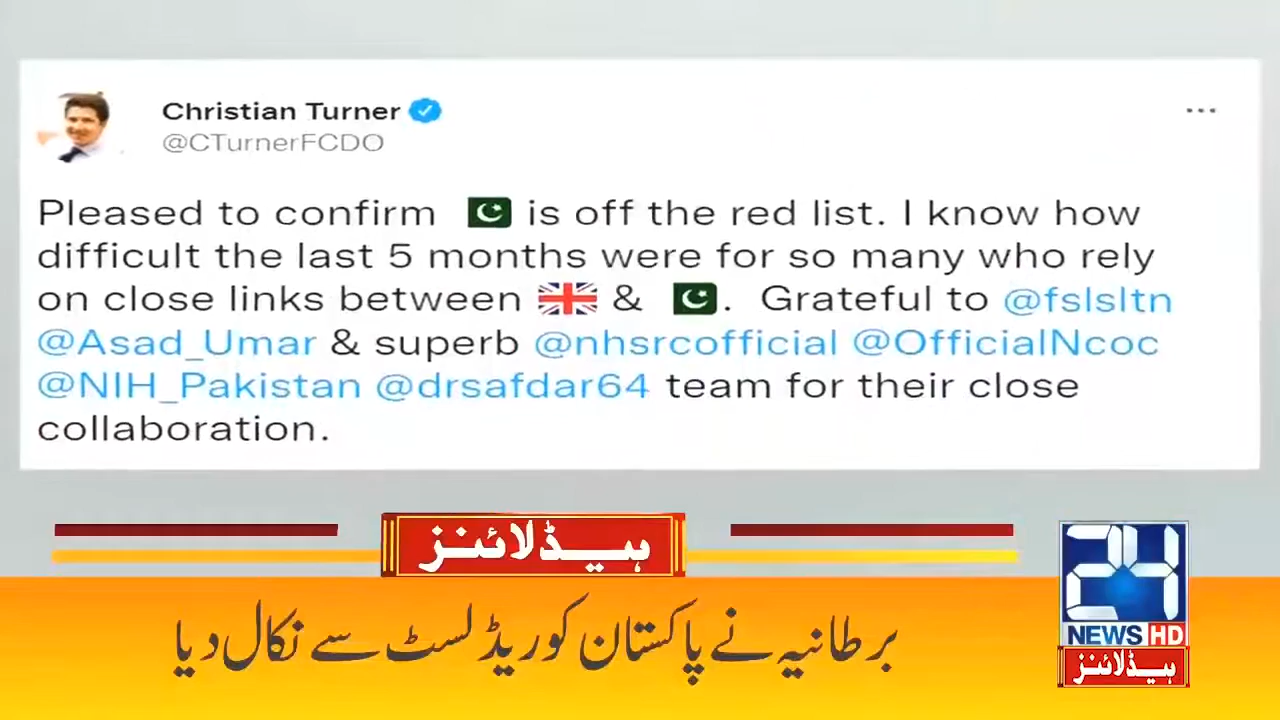 Christian Turner
@CTurnerFCDO
Pleased to confirm 🇵🇰 is off the red list. I know how
difficult the last 5 months were for so many who rely
on close links between 🇬🇧 & 🇵🇰. Grateful to @fslsltn
@Asad_Umar & superb @nhsrcofficial @OfficialNcoc
@NIH_Pakistan @drsafdar64 team for their close
collaboration.
ہیڈلائنز
برطانیہ نے پاکستان کو ریڈ لسٹ سے نکال دیا
24
NEWS HD
ہیڈلائنز